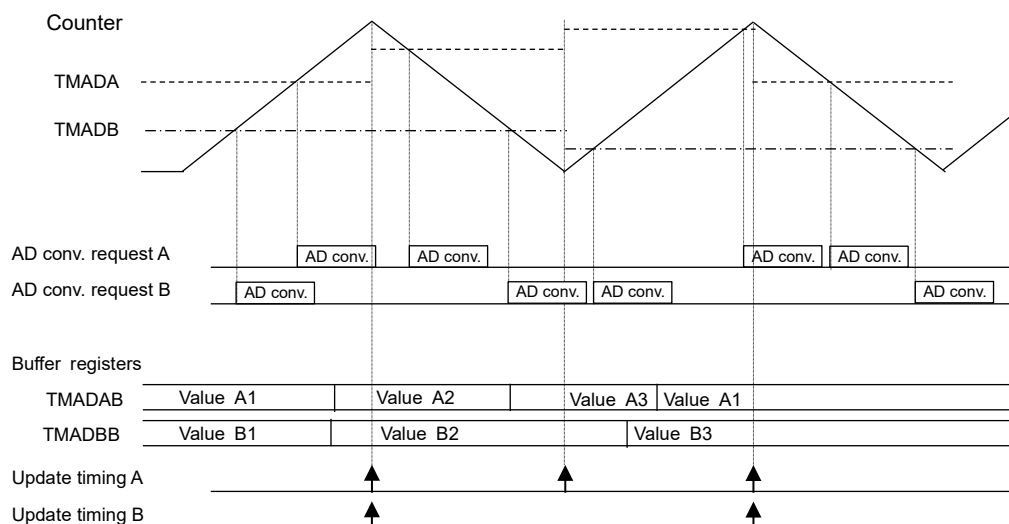 Counter
TMADA
TMADB
AD conv. request A
AD conv. AD conv. AD conv. AD conv.
AD conv. request B
AD conv. AD conv. AD conv. AD conv.
Buffer registers
TMADAB Value A1 Value A2 Value A3 Value A1
TMADBB Value B1 Value B2 Value B3
Update timing A
Update timing B